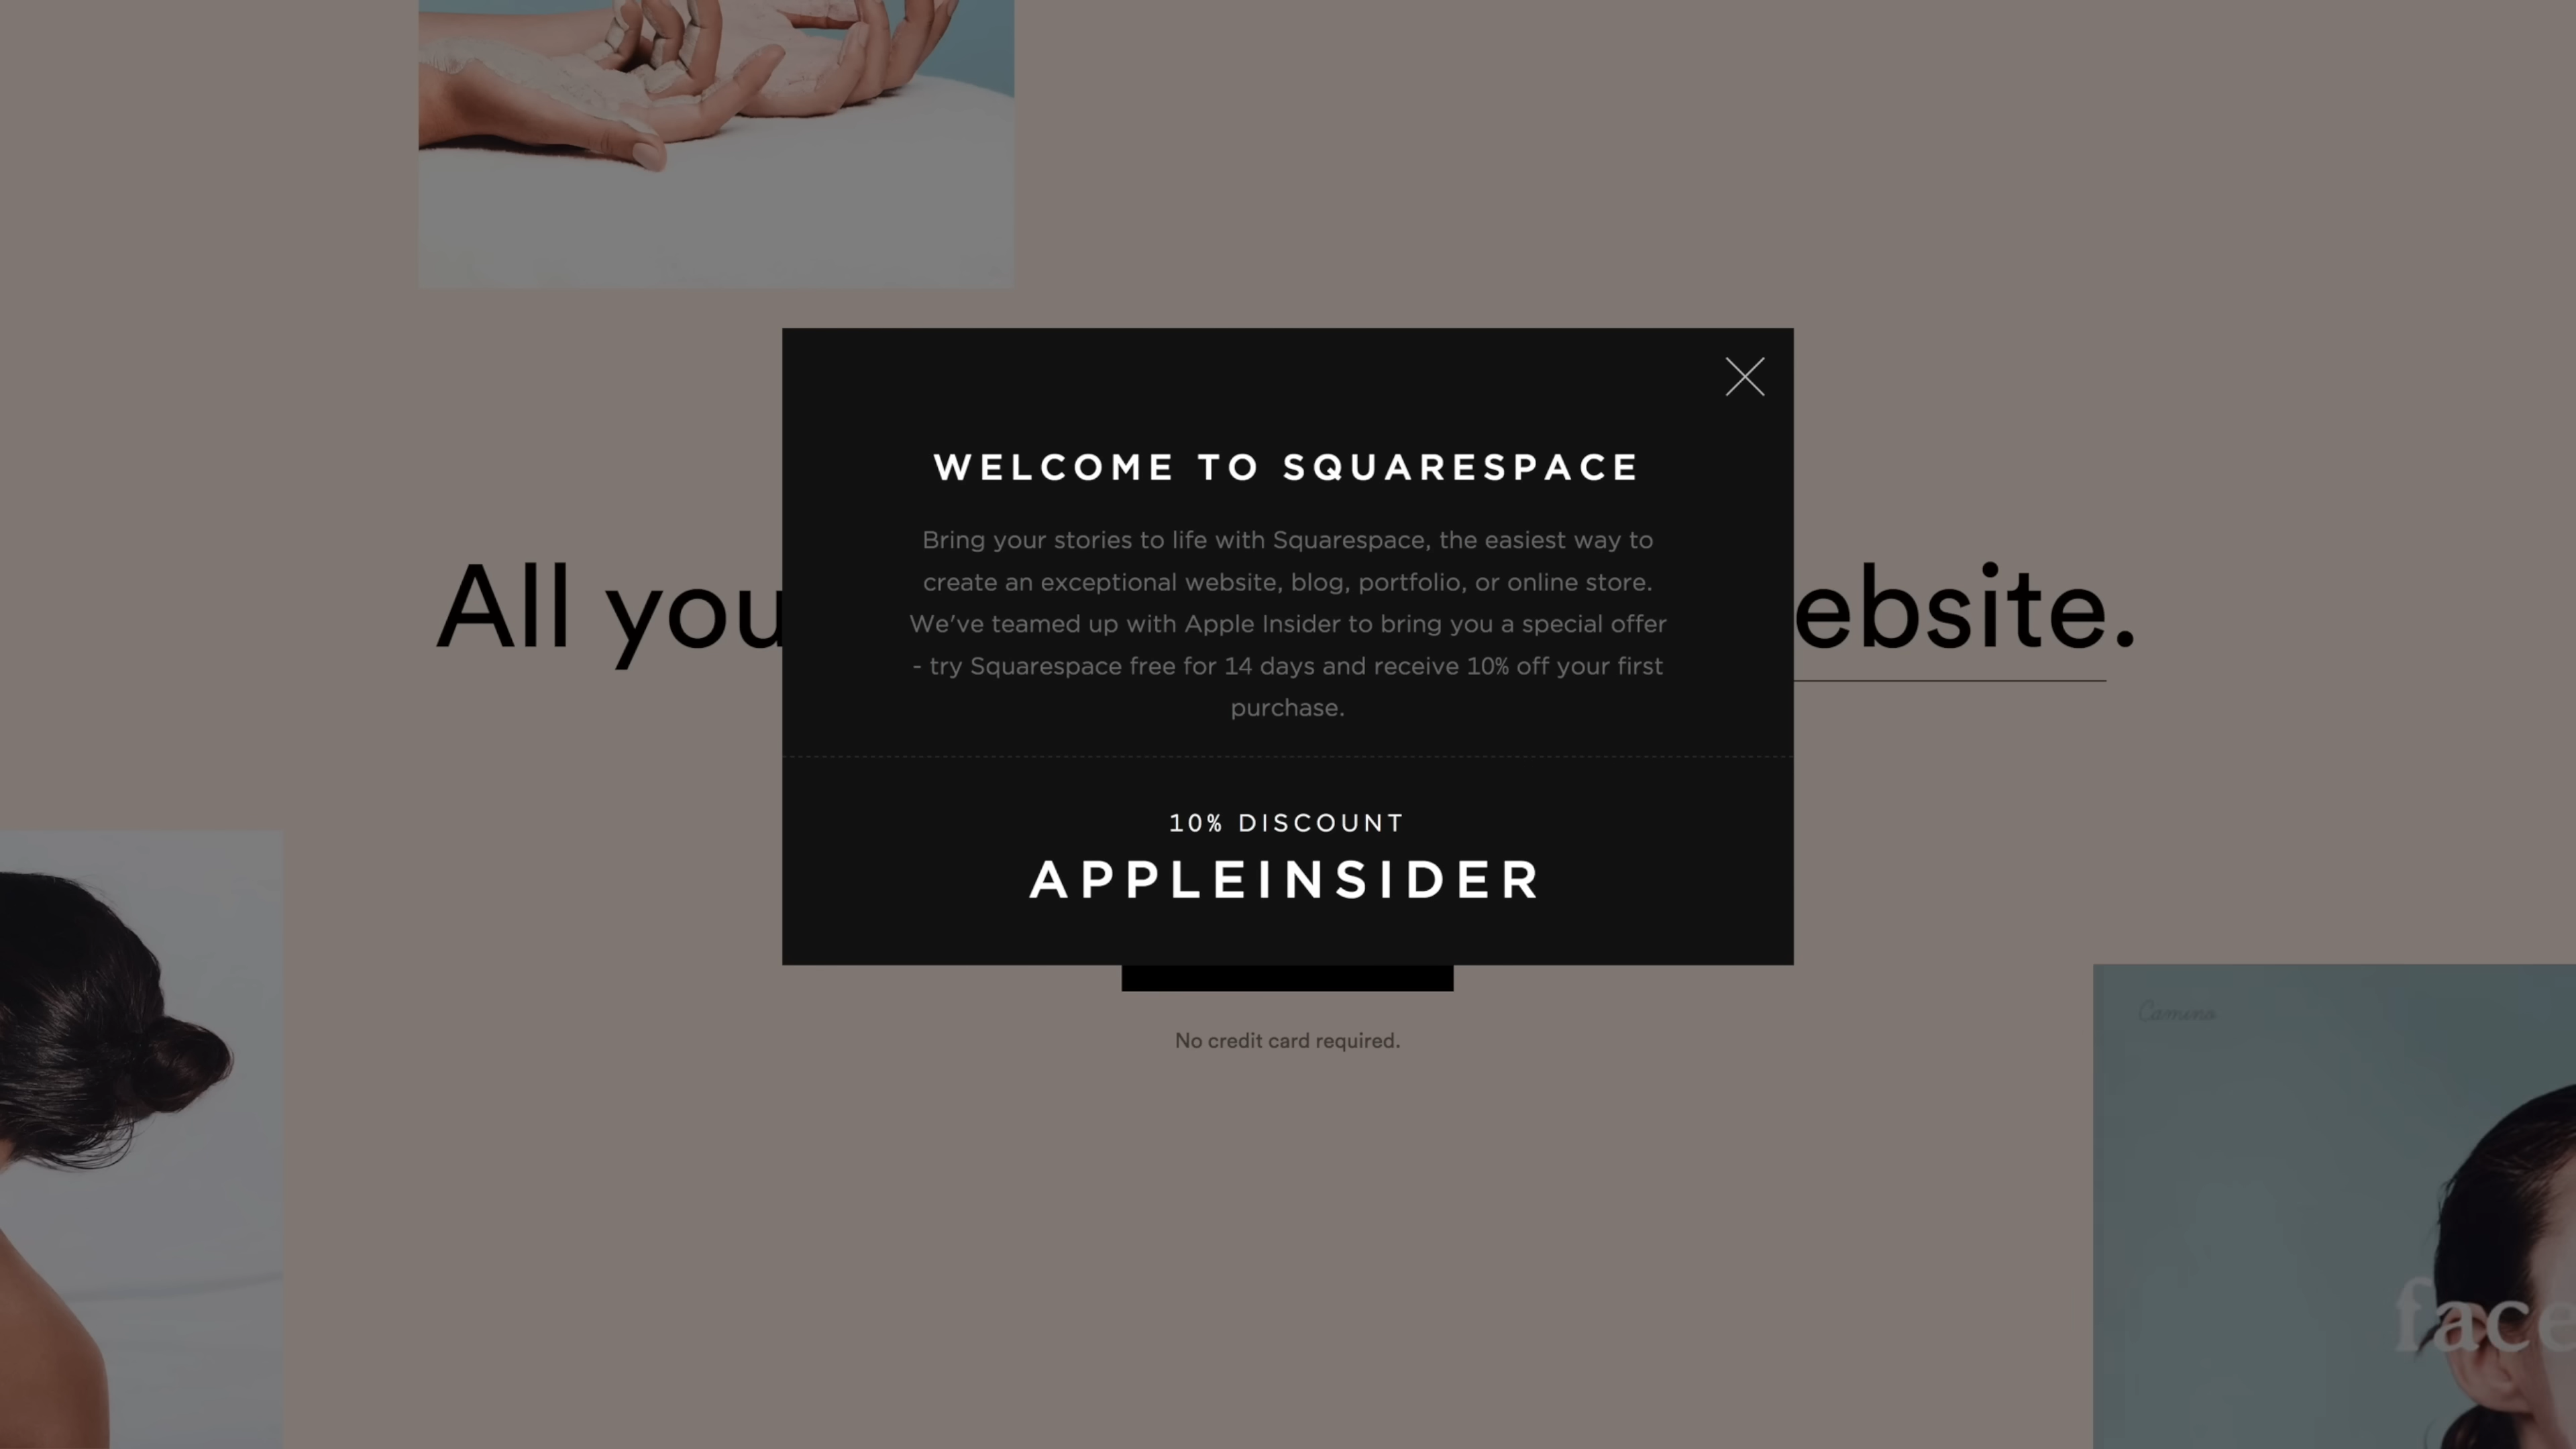 WELCOME TO SQUARESPACE
Bring your stories to life with Squarespace, the easiest way to
create an exceptional website, blog, portfolio, or online store.
We've teamed up with Apple Insider to bring you a special offer
- try Squarespace free for 14 days and receive 10% off your first
purchase.
All you
ebsite.
10% DISCOUNT
APPLEINSIDER
Camino
No credit card required.
face